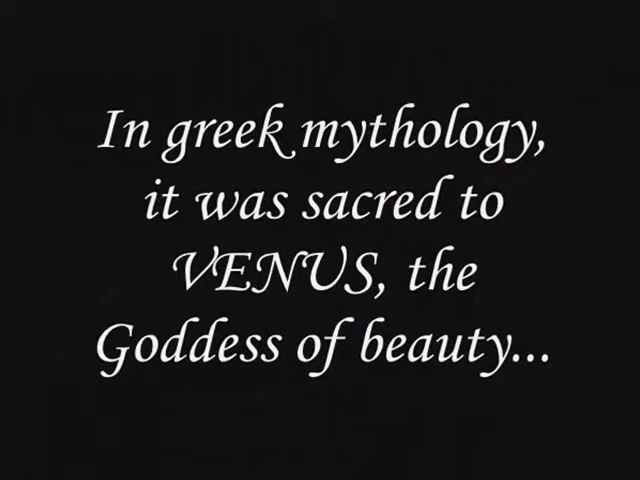 In greek mythology,
it was sacred to
VENUS, the
Goddess of beauty...